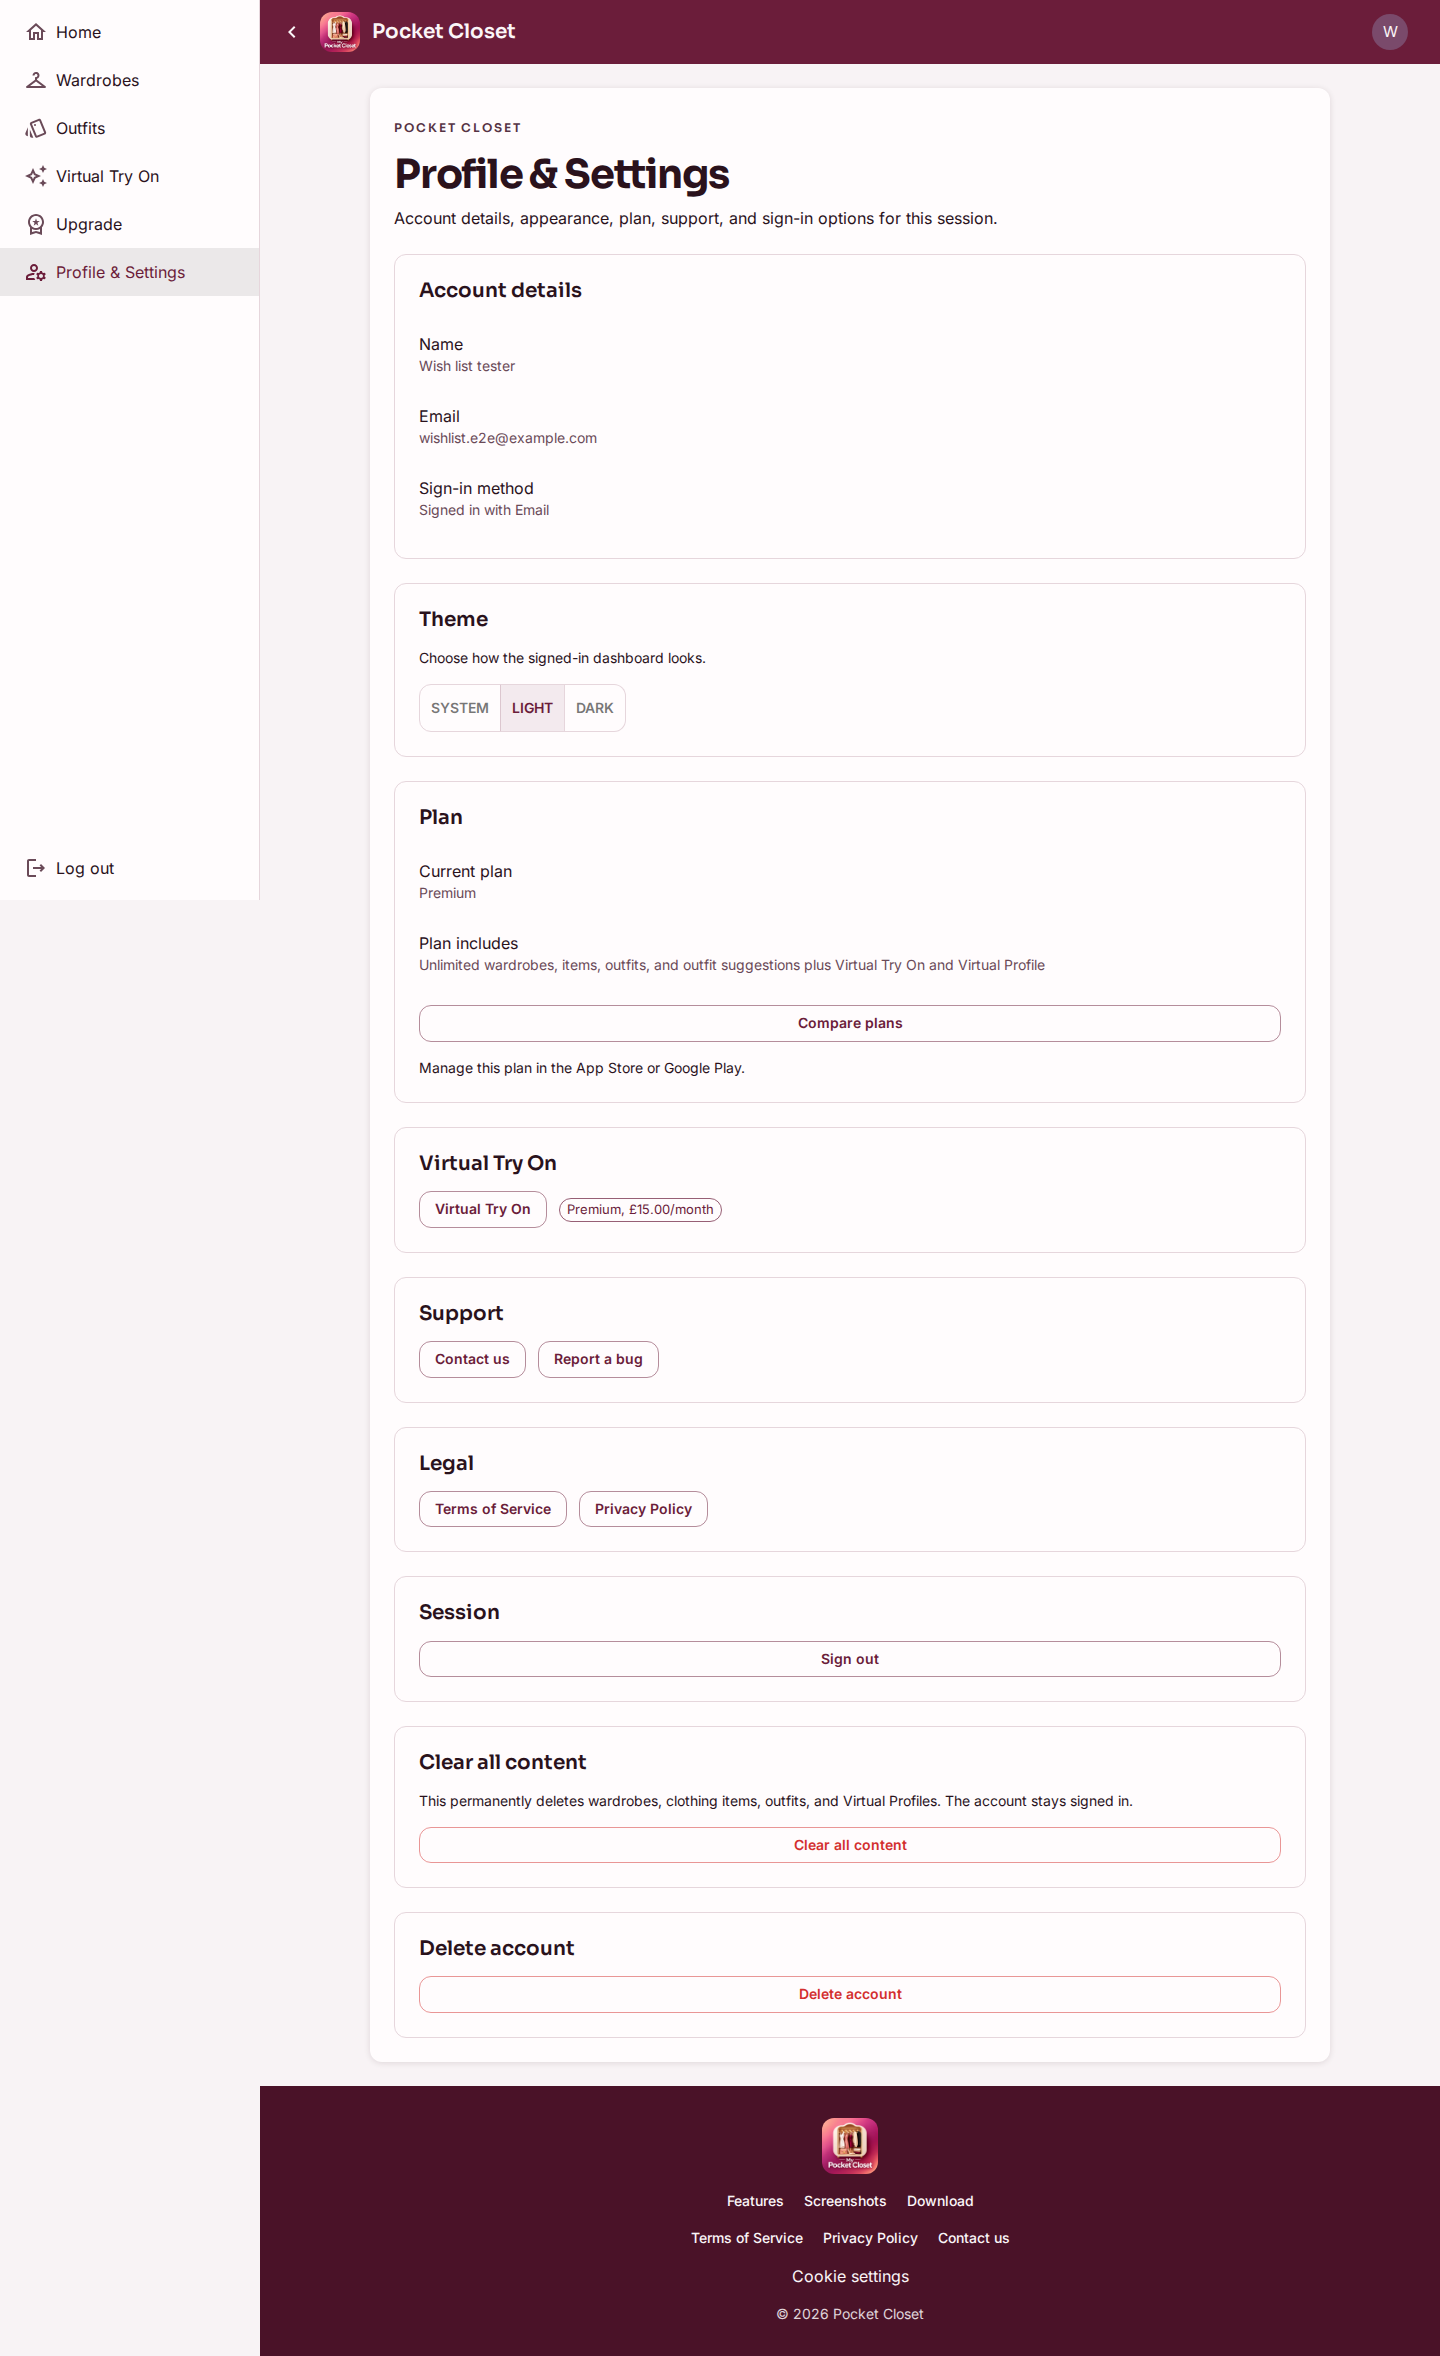 Home
Wardrobes
Outfits
Virtual Try On
Upgrade
Profile & Settings
Log out
My
Pocket Closet
Pocket Closet
W
POCKET CLOSET
Profile & Settings
Account details, appearance, plan, support, and sign-in options for this session.
Account details
Name
Wish list tester
Email
wishlist.e2e@example.com
Sign-in method
Signed in with Email
Theme
Choose how the signed-in dashboard looks.
SYSTEM LIGHT DARK
Plan
Current plan
Premium
Plan includes
Unlimited wardrobes, items, outfits, and outfit suggestions plus Virtual Try On and Virtual Profile
Compare plans
Manage this plan in the App Store or Google Play.
Virtual Try On
Virtual Try On Premium, £15.00/month
Support
Contact us Report a bug
Legal
Terms of Service Privacy Policy
Session
Sign out
Clear all content
This permanently deletes wardrobes, clothing items, outfits, and Virtual Profiles. The account stays signed in.
Clear all content
Delete account
Delete account
My
Pocket Closet
Features Screenshots Download
Terms of Service Privacy Policy Contact us
Cookie settings
© 2026 Pocket Closet